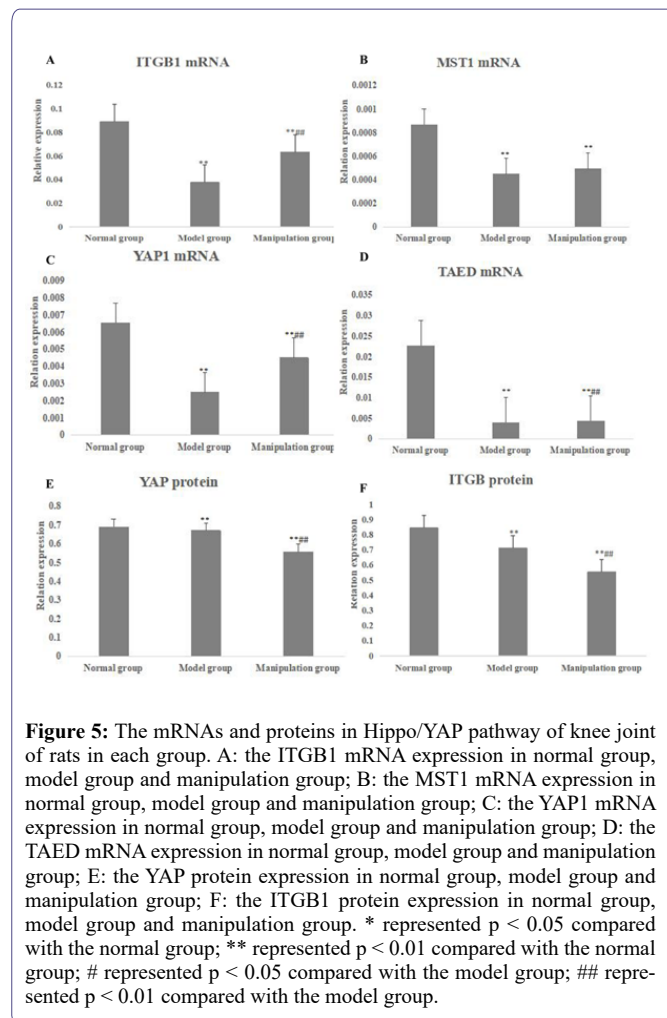 A
ITGB1 mRNA
Relative expression
0.12
0.1
0.08
0.06
0.04
0.02
0
**
**##
Normal group
Model group
Manipulation group
B
MST1 mRNA
Relation expression
0.0012
0.001
0.0008
0.0006
0.0004
0.0002
0
**
**
Normal group
Model group
Manipulation group
C
YAP1 mRNA
Relation expression
0.009
0.008
0.007
0.006
0.005
0.004
0.003
0.002
0.001
0
**
**##
Normal group
Model group
Manipulation group
D
TAED mRNA
Relation expression
0.035
0.03
0.025
0.02
0.015
0.01
0.005
0
**
**##
Normal group
Model group
Manipulation group
E
YAP protein
Relation expression
0.8
0.7
0.6
0.5
0.4
0.3
0.2
0.1
0
**
**##
Normal group
Model group
Manipulation group
F
ITGB protein
Relation expression
1
0.9
0.8
0.7
0.6
0.5
0.4
0.3
0.2
0.1
0
**
**##
Normal group
Model group
Manipulation group
Figure 5: The mRNAs and proteins in Hippo/YAP pathway of knee joint
of rats in each group. A: the ITGB1 mRNA expression in normal group,
model group and manipulation group; B: the MST1 mRNA expression in
normal group, model group and manipulation group; C: the YAP1 mRNA
expression in normal group, model group and manipulation group; D: the
TAED mRNA expression in normal group, model group and manipulation
group; E: the YAP protein expression in normal group, model group and
manipulation group; F: the ITGB1 protein expression in normal group,
model group and manipulation group. * represented p < 0.05 compared
with the normal group; ** represented p < 0.01 compared with the normal
group; # represented p < 0.05 compared with the model group; ## repre-
sented p < 0.01 compared with the model group.